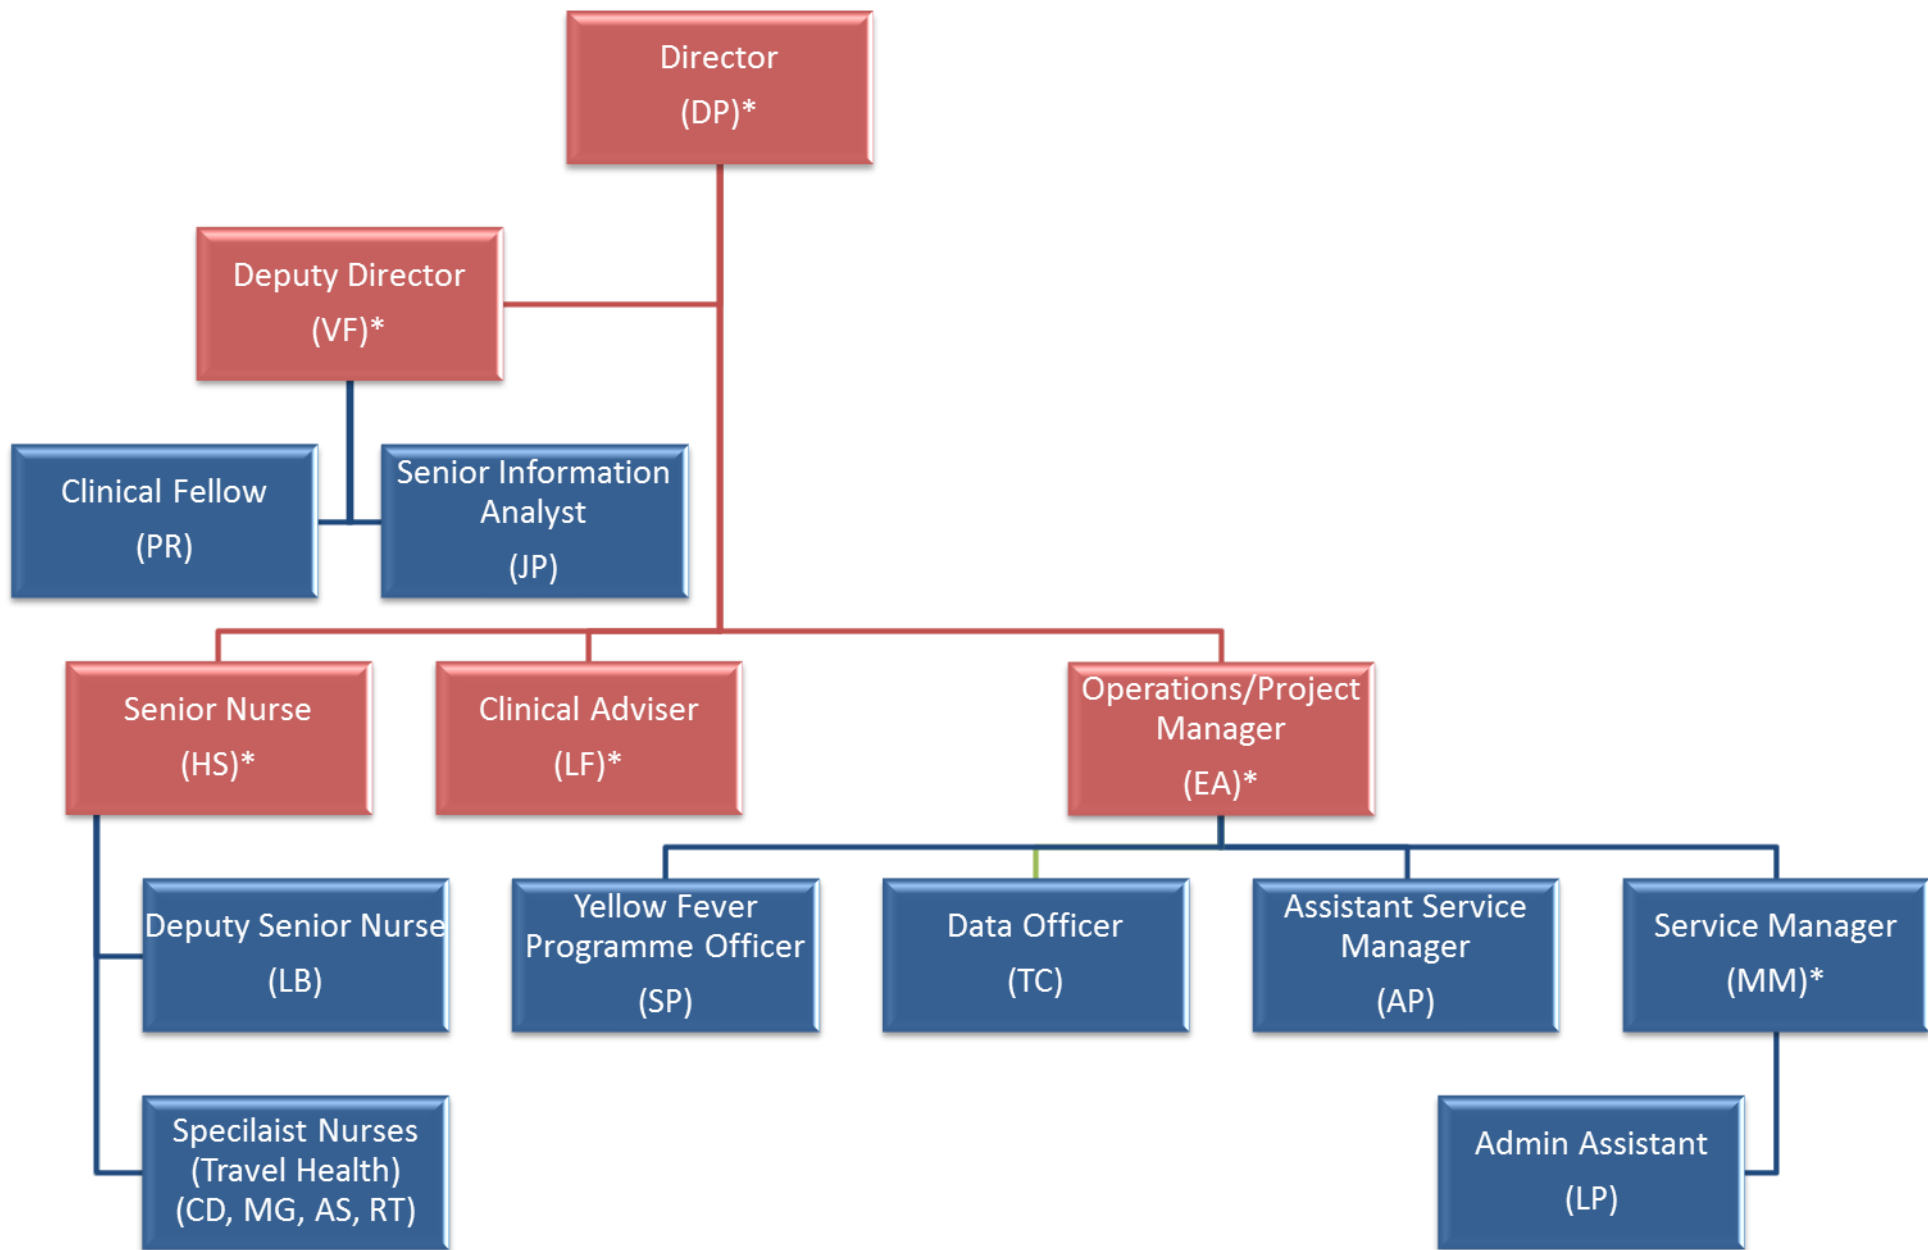 Director
(DP)*
Deputy Director
(VF)*
Clinical Fellow
(PR)
Senior Information
Analyst
(JP)
Senior Nurse
(HS)*
Clinical Adviser
(LF)*
Operations/Project
Manager
(EA)*
Deputy Senior Nurse
(LB)
Yellow Fever
Programme Officer
(SP)
Data Officer
(TC)
Assistant Service
Manager
(AP)
Service Manager
(MM)*
Specilaist Nurses
(Travel Health)
(CD, MG, AS, RT)
Admin Assistant
(LP)